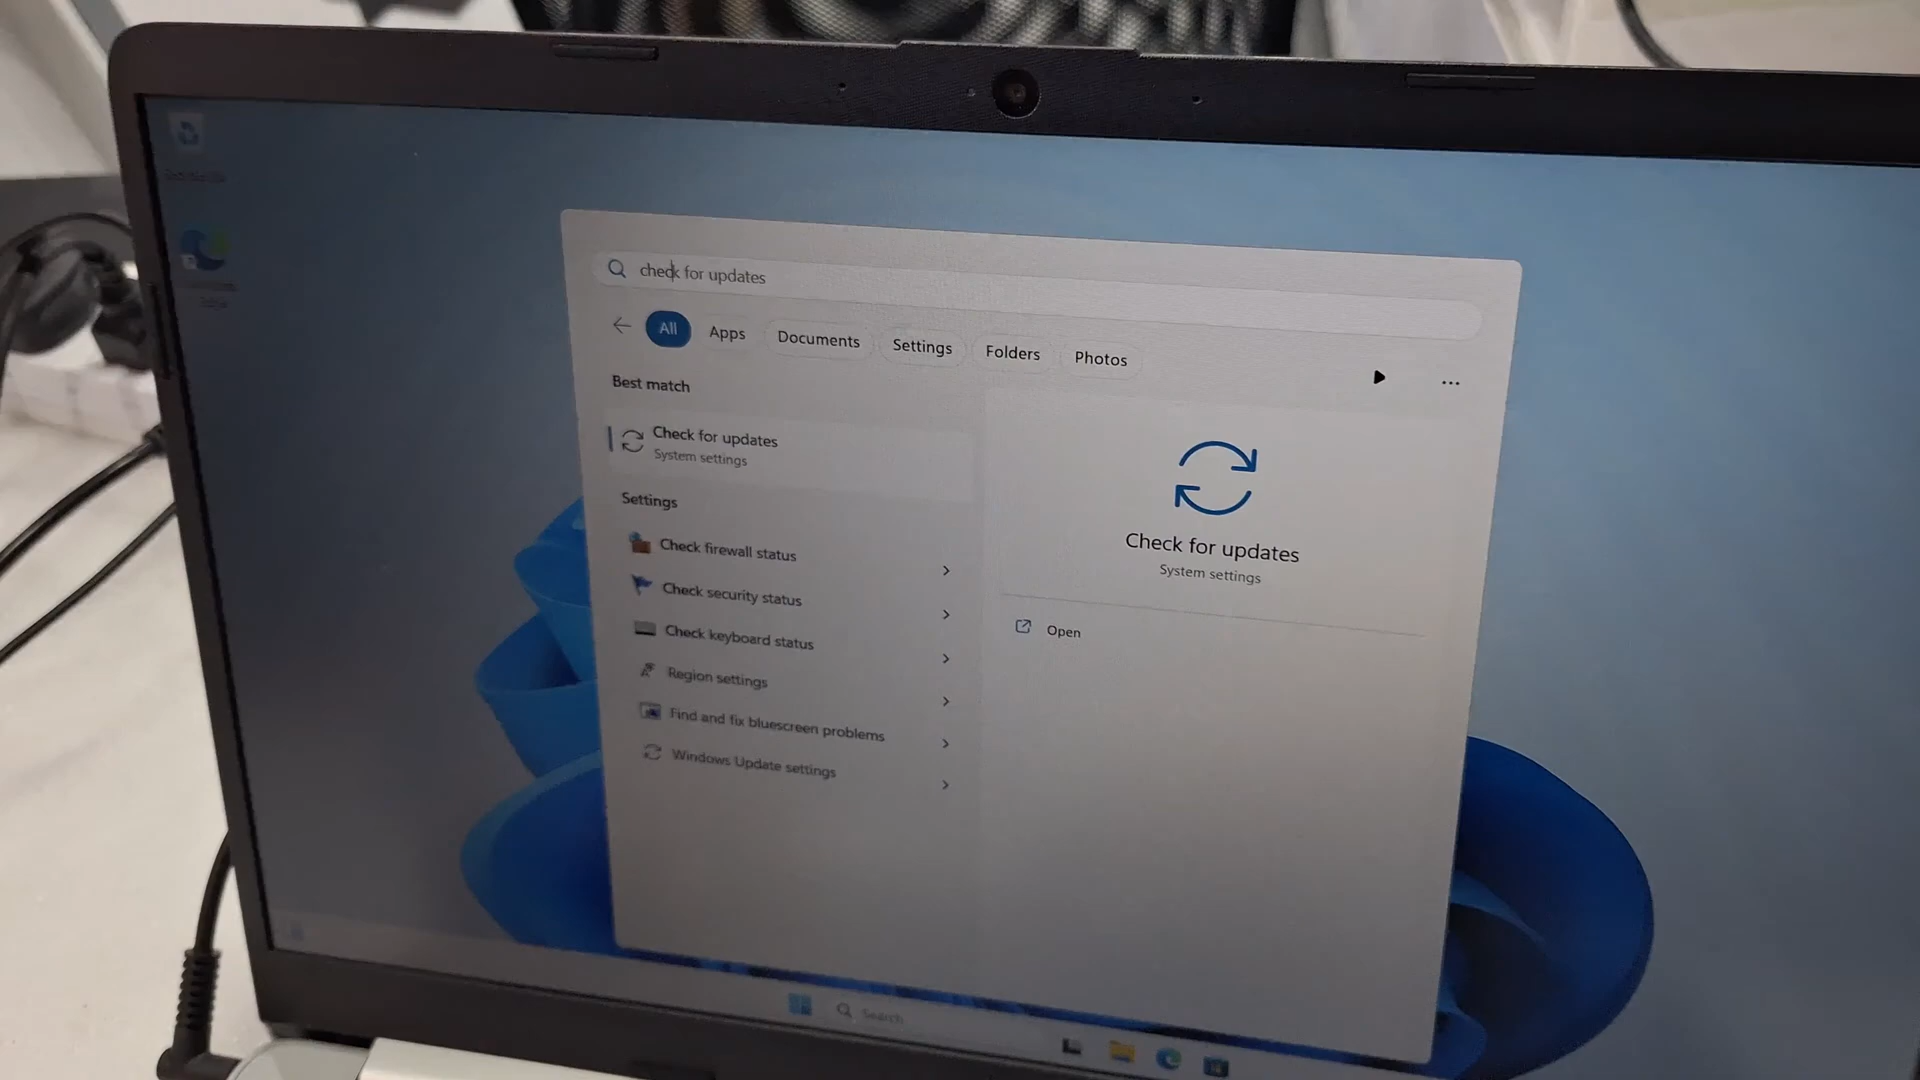 check for updates
All Apps Documents Settings Folders Photos
Best match
Check for updates
System settings
Settings
Check firewall status
Check security status
Check keyboard status
Region settings
Find and fix bluescreen problems
Windows Update settings
Check for updates
System settings
Open
Search